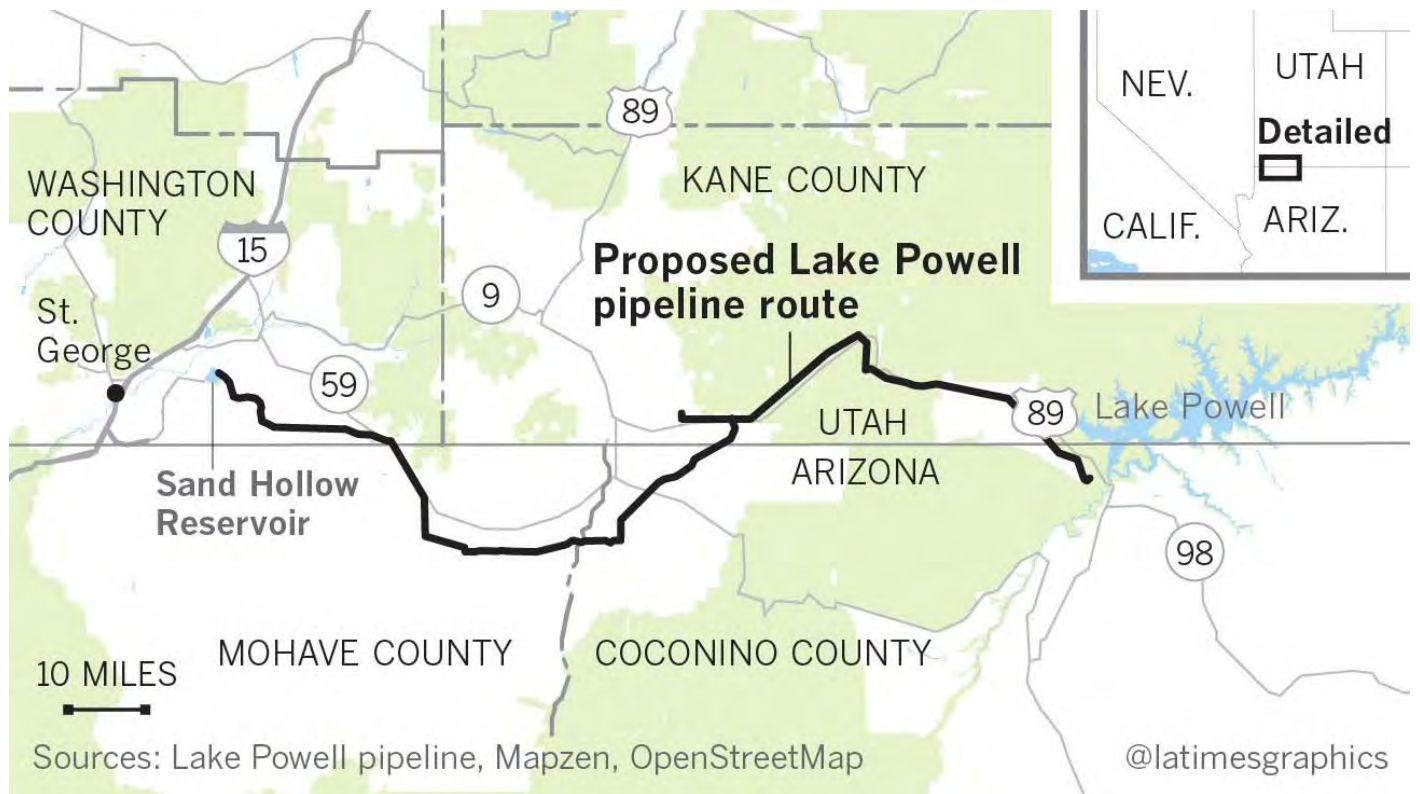 NEV.
UTAH
Detailed
CALIF.
ARIZ.
89
KANE COUNTY
WASHINGTON
COUNTY
15
Proposed Lake Powell
pipeline route
9
St.
George
59
89
Lake Powell
UTAH
ARIZONA
Sand Hollow
Reservoir
98
MOHAVE COUNTY
COCONINO COUNTY
10 MILES
Sources: Lake Powell pipeline, Mapzen, OpenStreetMap
@latimesgraphics